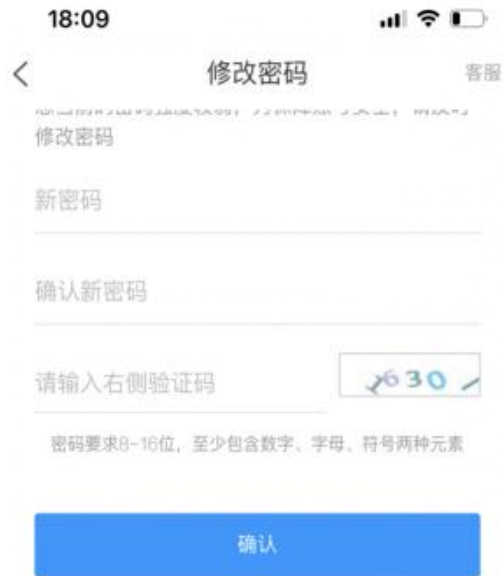 18:09
修改密码
客服
修改密码
新密码
确认新密码
请输入右侧验证码
密码要求8-16位，至少包含数字、字母、符号两种元素
确认